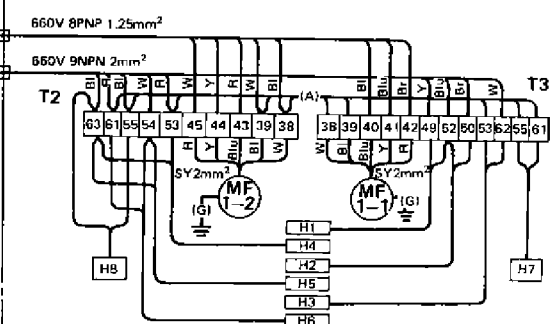 660V 8PNP 1.25mm²
660V 9NPN 2mm²
Bl R Bl W W R W Y R Bl W Bl Blu Br Y Blu Bl W
T2 (A) T3
63 61 55 54 53 45 44 43 39 38 38 39 40 41 42 49 52 50 53 62 55 61
R Y Blu Bl W W Bl Blu Y R
SY2mm² SY2mm²
MF 1-2 MF 1-1
(G) (G)
H1
H4
H8 H2 H7
H5
H3
H6